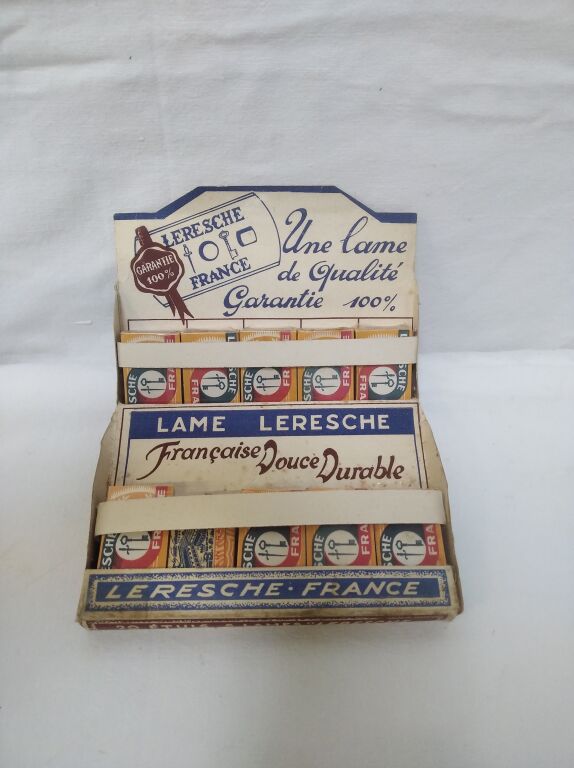 LERESCHE
FRANCE
GARANTIE
100%
Une lame
de Qualité
Garantie 100%
LAME LERESCHE
Française Douce Durable
LERESCHE·FRANCE